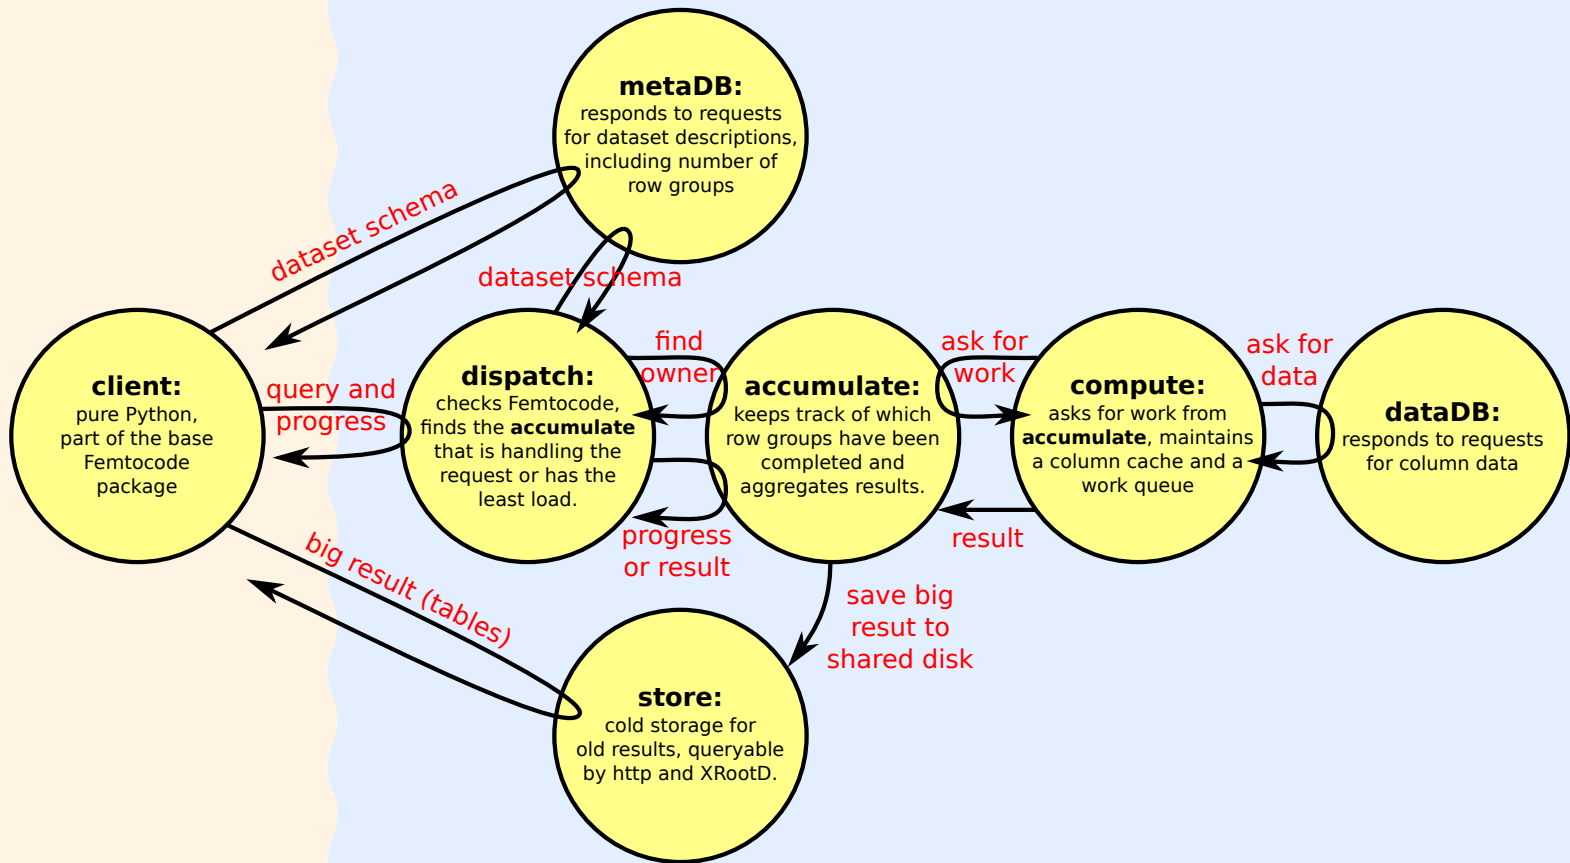 metaDB:
responds to requests
for dataset descriptions,
including number of
row groups
dataset schema
dataset schema
client:
pure Python,
part of the base
Femtocode
package
query and
progress
dispatch:
checks Femtocode,
finds the accumulate
that is handling the
request or has the
least load.
find
owner
progress
or result
accumulate:
keeps track of which
row groups have been
completed and
aggregates results.
ask for
work
result
compute:
asks for work from
accumulate, maintains
a column cache and a
work queue
ask for
data
dataDB:
responds to requests
for column data
big result (tables)
save big
resut to
shared disk
store:
cold storage for
old results, queryable
by http and XRootD.